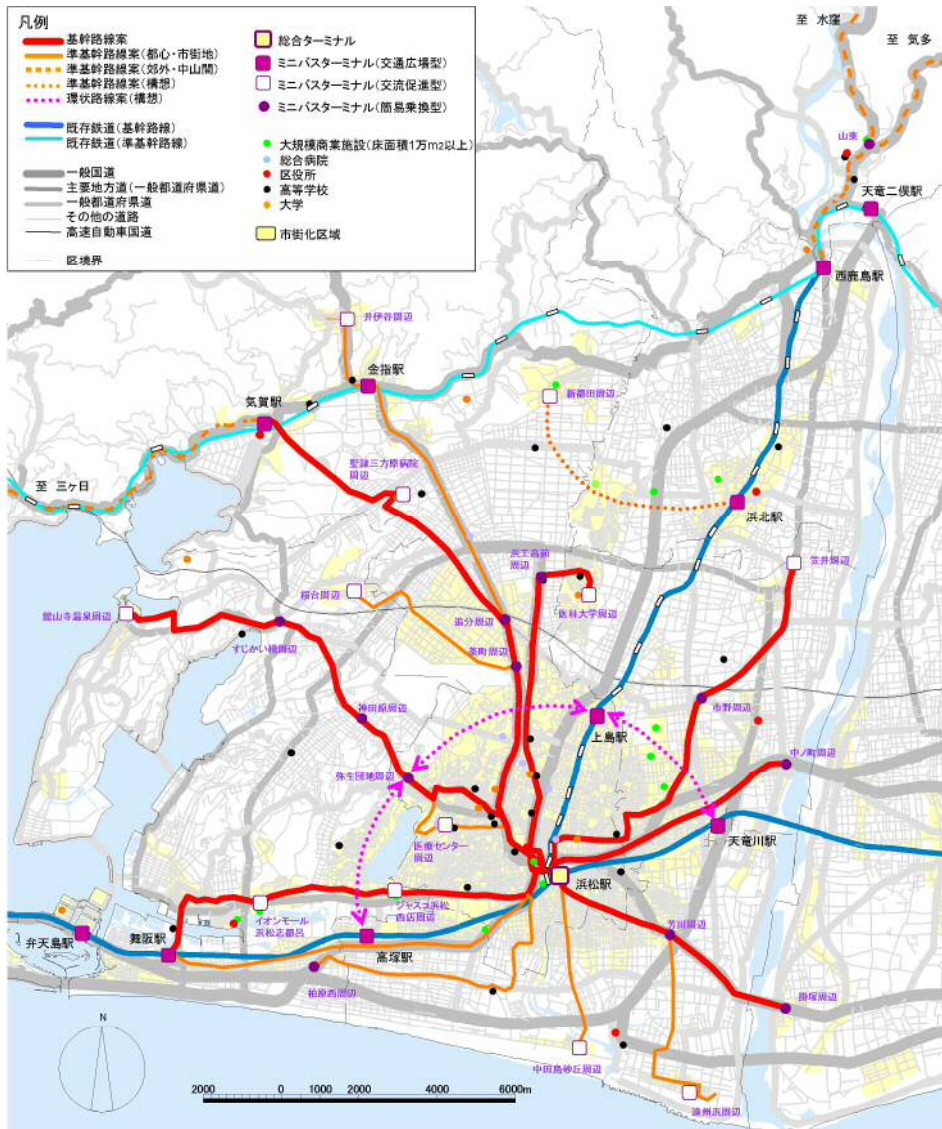 凡例
基幹路線案
準基幹路線案(都心・市街地)
準基幹路線案(郊外・中山間)
準基幹路線案(構想)
環状路線案(構想)
既存鉄道(基幹路線)
既存鉄道(準基幹路線)
一般国道
主要地方道(一般都道府県道)
一般都道府県道
その他の道路
高速自動車国道
区境界
総合ターミナル
ミニバスターミナル(交通広場型)
ミニバスターミナル(交流促進型)
ミニバスターミナル(簡易乗換型)
大規模商業施設(床面積1万m2以上)
総合病院
区役所
高等学校
大学
市街化区域
至 水窪
至 気多
山東
天竜二俣駅
西鹿島駅
井伊谷周辺
金指駅
気賀駅
新都田周辺
聖隷三方原病院
周辺
至 三ヶ日
浜北駅
浜工高前
周辺
笠井周辺
桜台周辺
医科大学周辺
舘山寺温泉周辺
追分周辺
すじかい橋周辺
葵町周辺
神田原周辺
市野周辺
上島駅
中ノ町周辺
弥生団地周辺
医療センター
周辺
天竜川駅
浜松駅
ジャスコ浜松
西店周辺
イオンモール
浜松志都呂
芳川周辺
弁天島駅
舞阪駅
高塚駅
柏原西周辺
掛塚周辺
N
中田島砂丘周辺
遠州浜周辺
2000
0
2000
4000
6000m